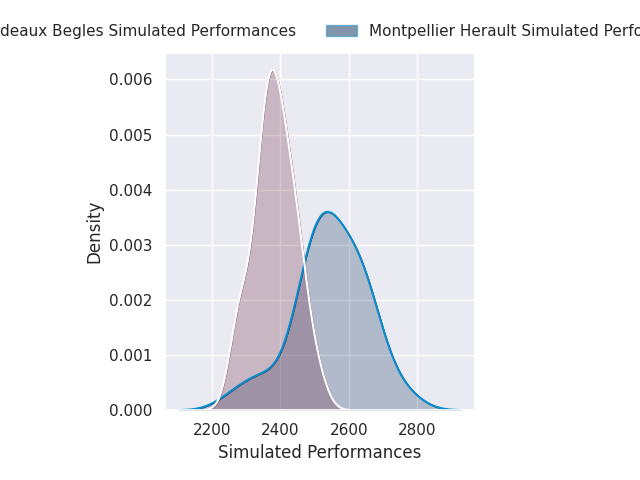 deaux Begles Simulated Performances Montpellier Herault Simulated Perfo
0.006
0.005
0.004
0.003
0.002
0.001
0.000
Density
2200 2400 2600 2800
Simulated Performances